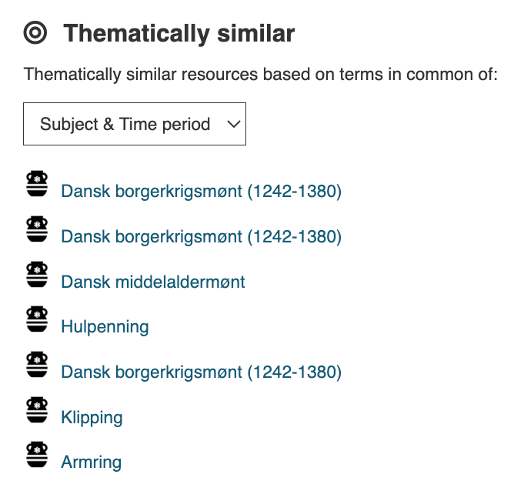 Thematically similar
Thematically similar resources based on terms in common of:
Subject & Time period
Dansk borgerkrigsmønt (1242-1380)
Dansk borgerkrigsmønt (1242-1380)
Dansk middelaldermønt
Hulpenning
Dansk borgerkrigsmønt (1242-1380)
Klipping
Armring